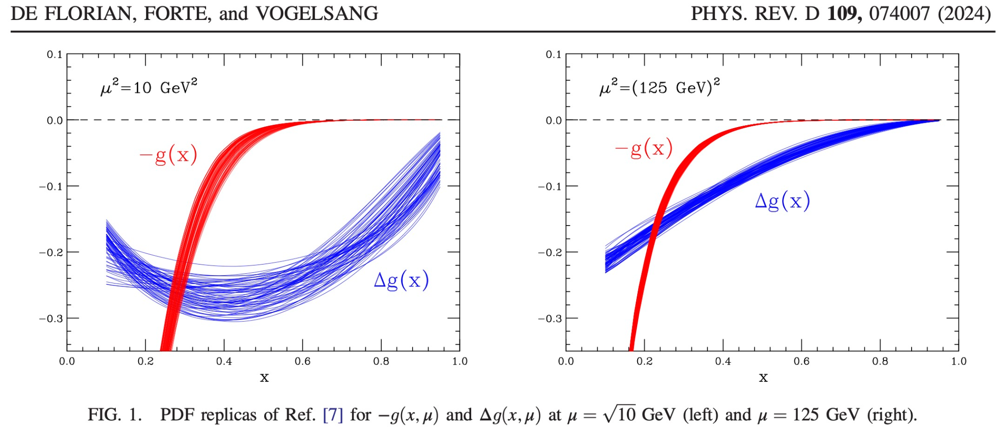 DE FLORIAN, FORTE, and VOGELSANG
PHYS. REV. D 109, 074007 (2024)
0.1
0.0
−0.1
−0.2
−0.3
μ²=10 GeV²
−g(x)
Δg(x)
0.0 0.2 0.4 0.6 0.8 1.0
x
0.1
0.0
−0.1
−0.2
−0.3
μ²=(125 GeV)²
−g(x)
Δg(x)
0.0 0.2 0.4 0.6 0.8 1.0
x
FIG. 1. PDF replicas of Ref. [7] for −g(x, μ) and Δg(x, μ) at μ = √10 GeV (left) and μ = 125 GeV (right).